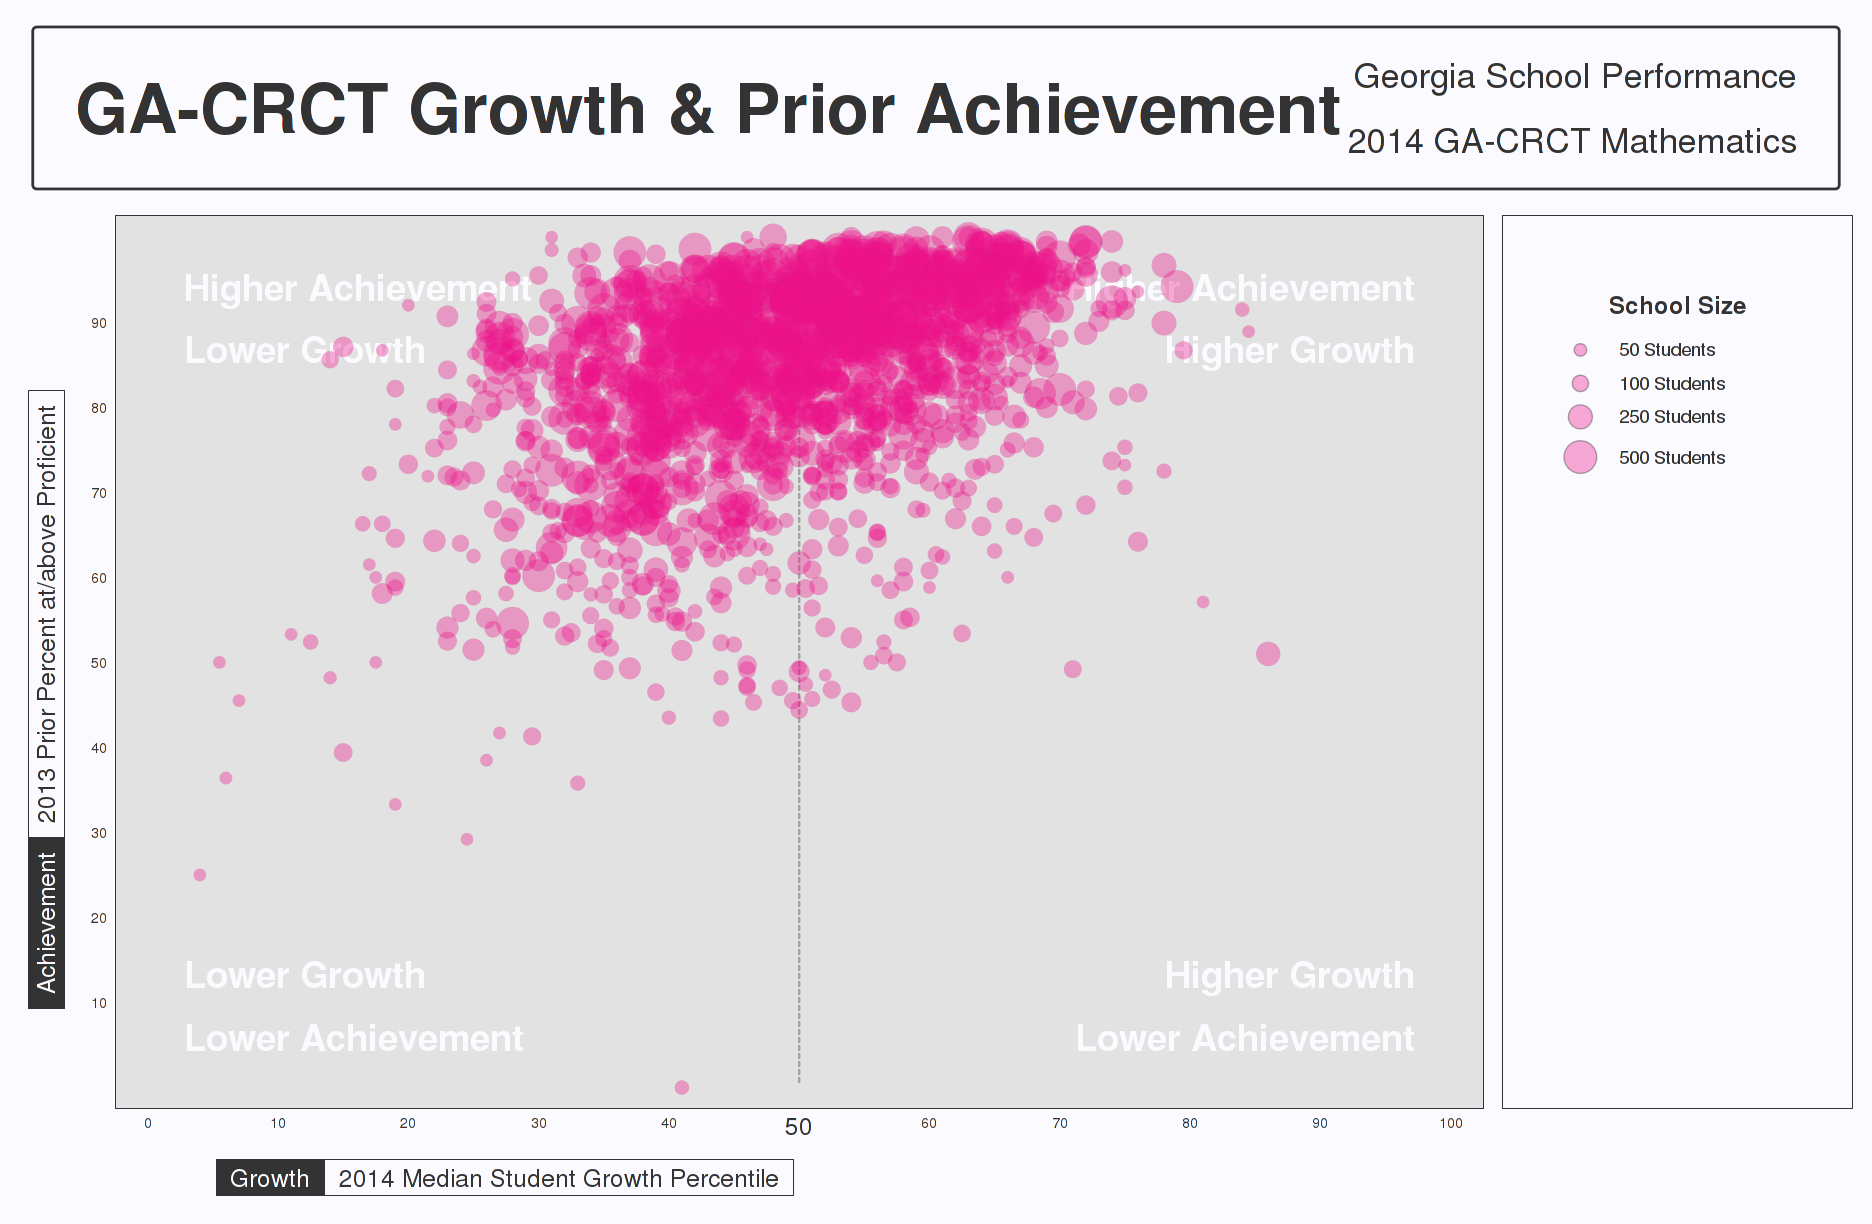 GA-CRCT Growth & Prior Achievement
Georgia School Performance
2014 GA-CRCT Mathematics
Higher Achievement
Lower Growth
Achievement
Higher Growth
Lower Growth
Lower Achievement
Higher Growth
Lower Achievement
90
80
70
60
50
40
30
20
10
Achievement 2013 Prior Percent at/above Proficient
0 10 20 30 40 50 60 70 80 90 100
Growth 2014 Median Student Growth Percentile
School Size
50 Students
100 Students
250 Students
500 Students